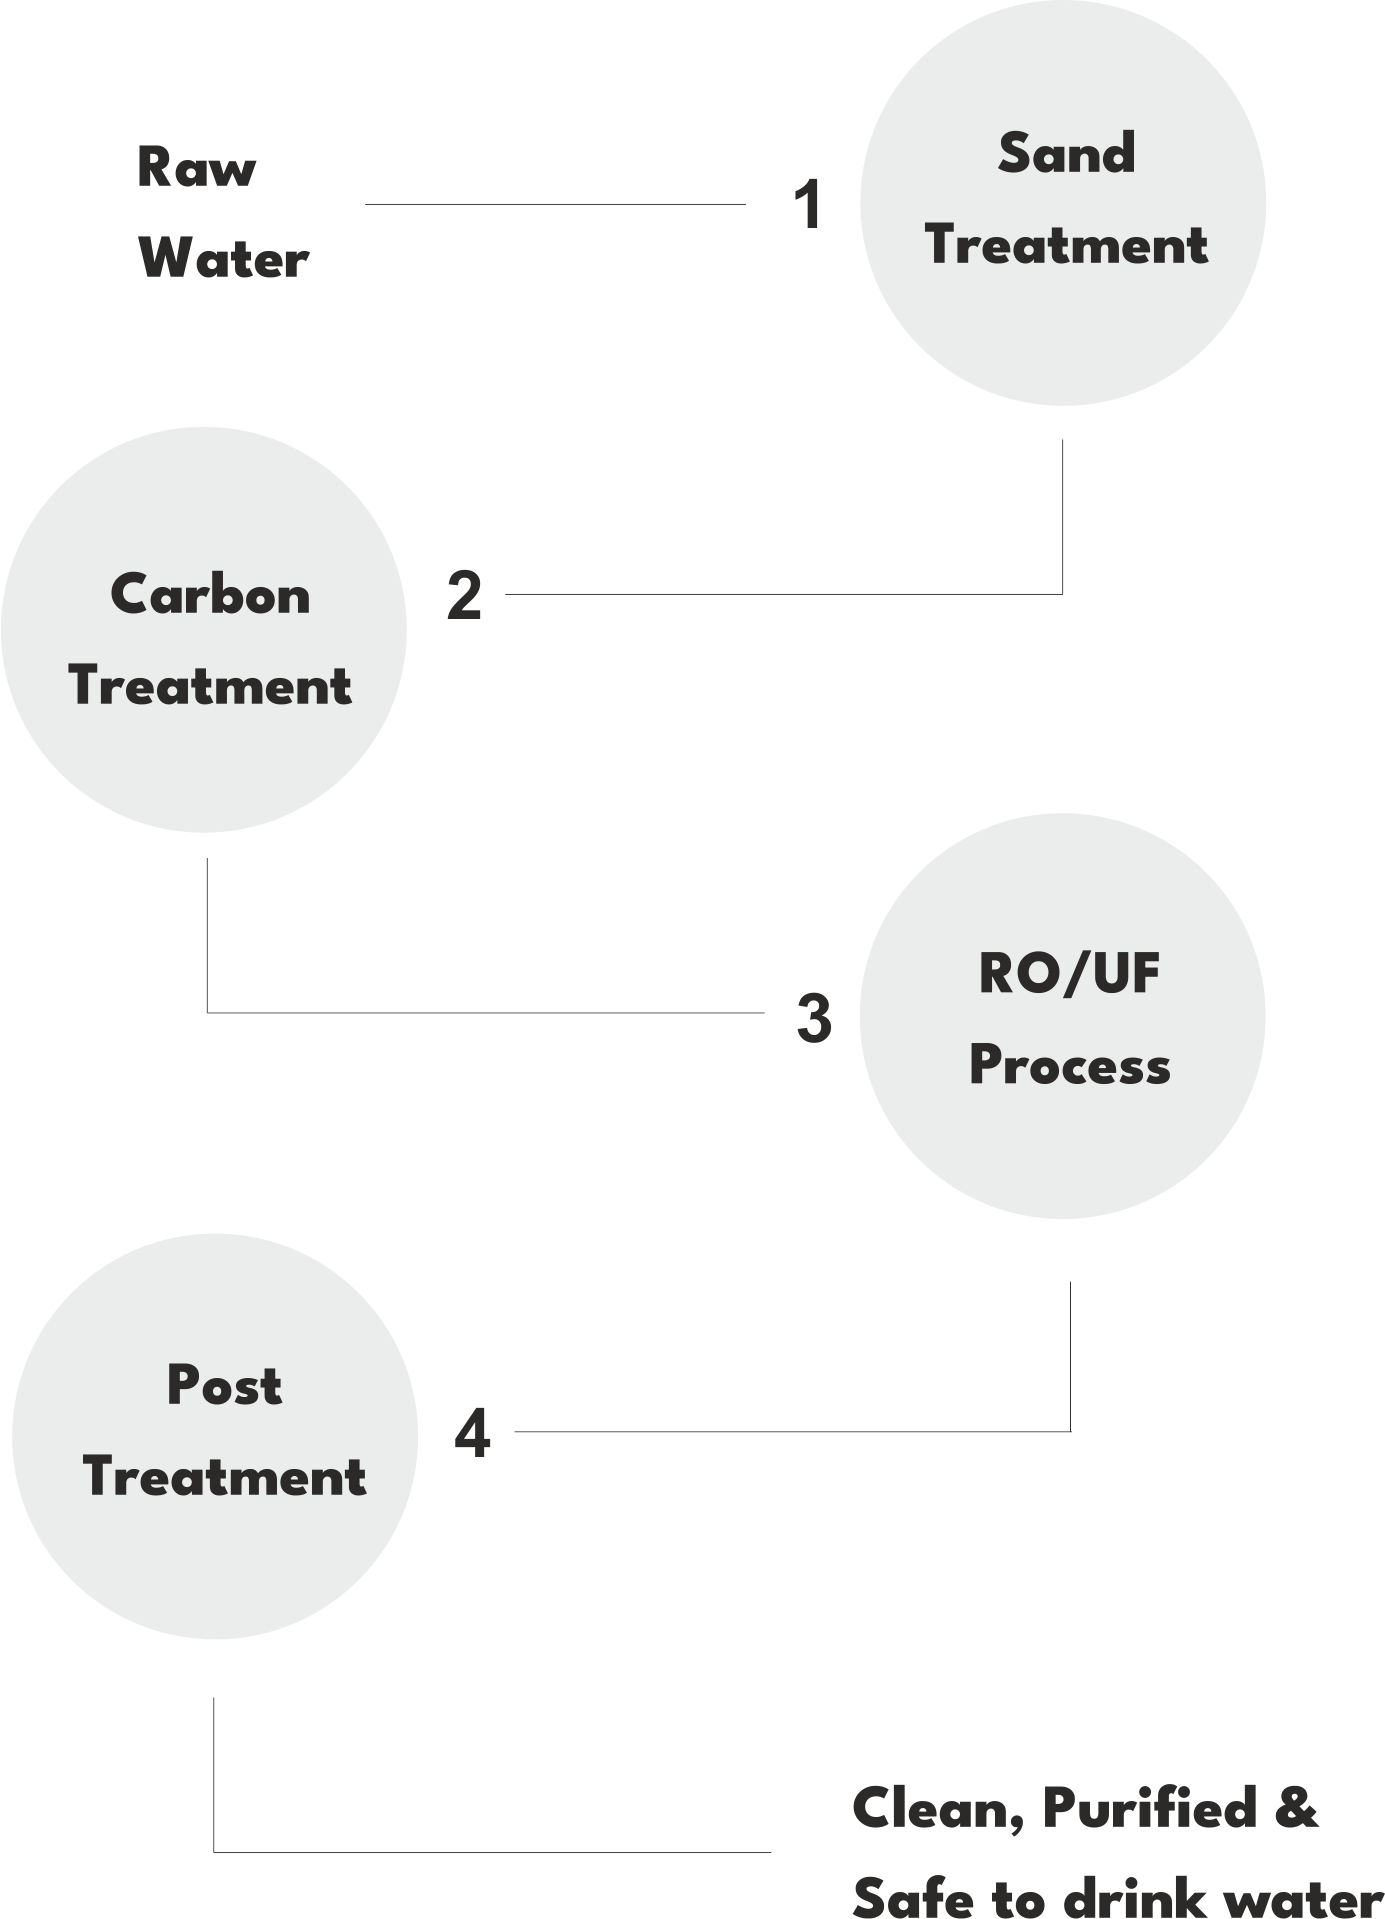 Raw
Water
1
Sand
Treatment
Carbon
Treatment
2
3
RO/UF
Process
Post
Treatment
4
Clean, Purified &
Safe to drink water